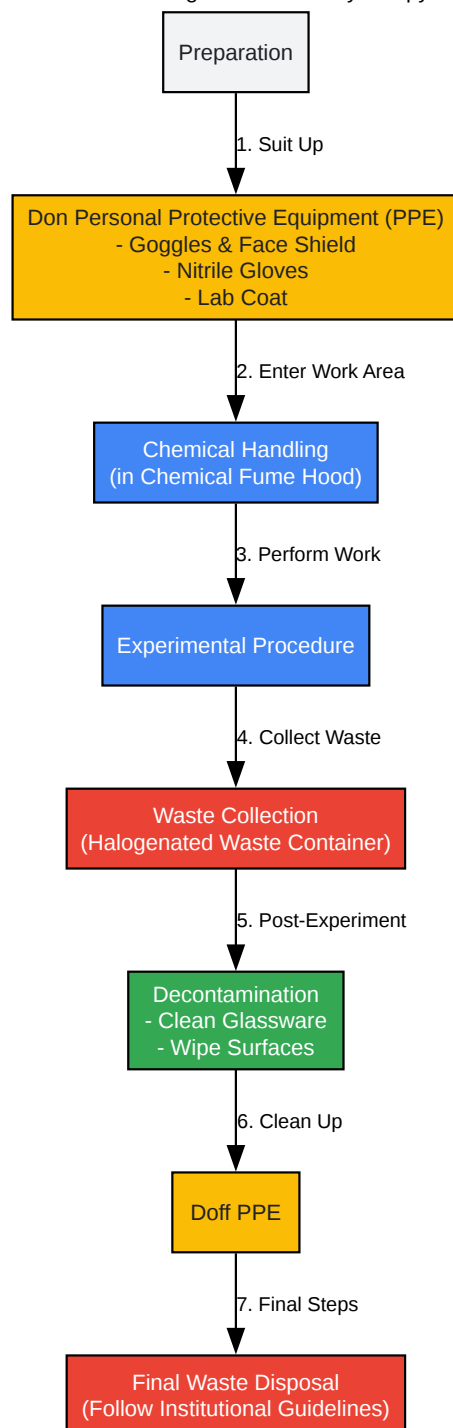 Preparation
1. Suit Up
Don Personal Protective Equipment (PPE)
- Goggles & Face Shield
- Nitrile Gloves
- Lab Coat
2. Enter Work Area
Chemical Handling
(in Chemical Fume Hood)
3. Perform Work
Experimental Procedure
4. Collect Waste
Waste Collection
(Halogenated Waste Container)
5. Post-Experiment
Decontamination
- Clean Glassware
- Wipe Surfaces
6. Clean Up
Doff PPE
7. Final Steps
Final Waste Disposal
(Follow Institutional Guidelines)